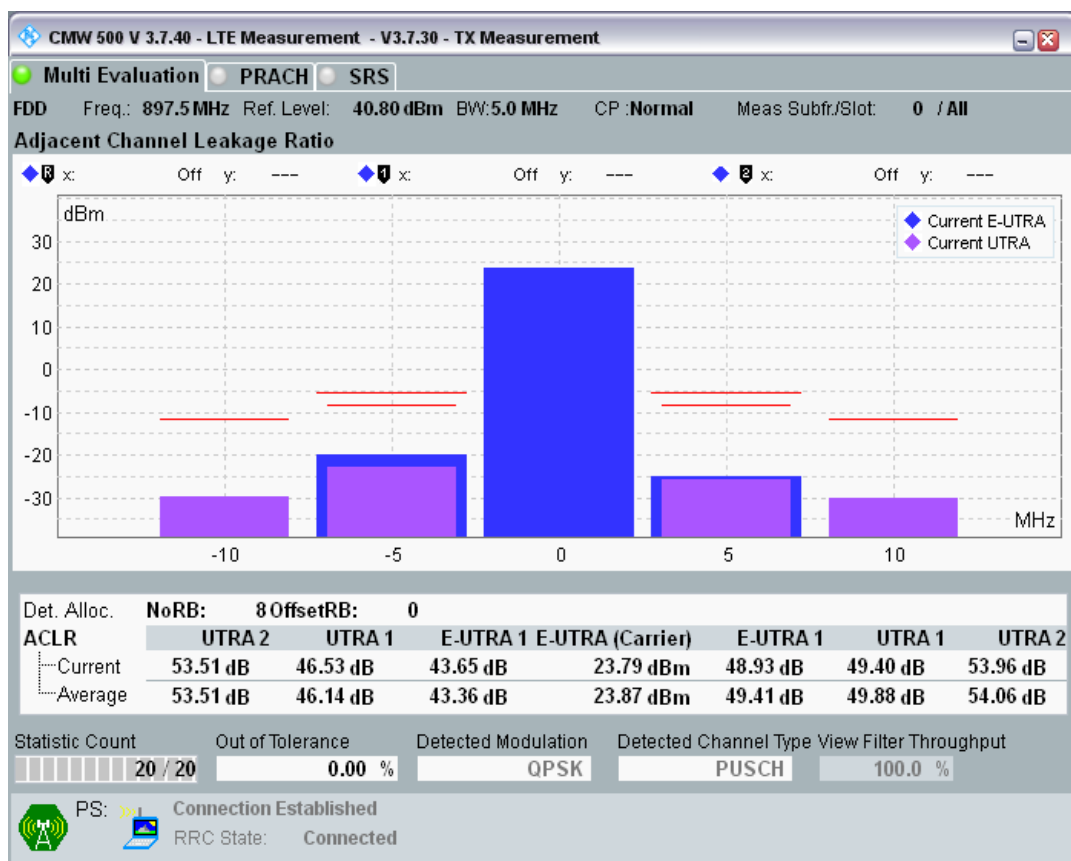 CMW 500 V 3.7.40 - LTE Measurement - V3.7.30 - TX Measurement
Multi Evaluation PRACH SRS
FDD Freq.: 897.5 MHz Ref. Level: 40.80 dBm BW:5.0 MHz CP :Normal Meas Subfr./Slot: 0 / All
Adjacent Channel Leakage Ratio
R x: Off y: --- 1 x: Off y: --- 2 x: Off y: ---
dBm
Current E-UTRA
Current UTRA
30
20
10
0
-10
-20
-30
MHz
-10 -5 0 5 10
Det. Alloc. NoRB: 8 OffsetRB: 0
ACLR UTRA 2 UTRA 1 E-UTRA 1 E-UTRA (Carrier) E-UTRA 1 UTRA 1 UTRA 2
Current 53.51 dB 46.53 dB 43.65 dB 23.79 dBm 48.93 dB 49.40 dB 53.96 dB
Average 53.51 dB 46.14 dB 43.36 dB 23.87 dBm 49.41 dB 49.88 dB 54.06 dB
Statistic Count Out of Tolerance Detected Modulation Detected Channel Type View Filter Throughput
20 / 20 0.00 % QPSK PUSCH 100.0 %
PS: Connection Established
RRC State: Connected